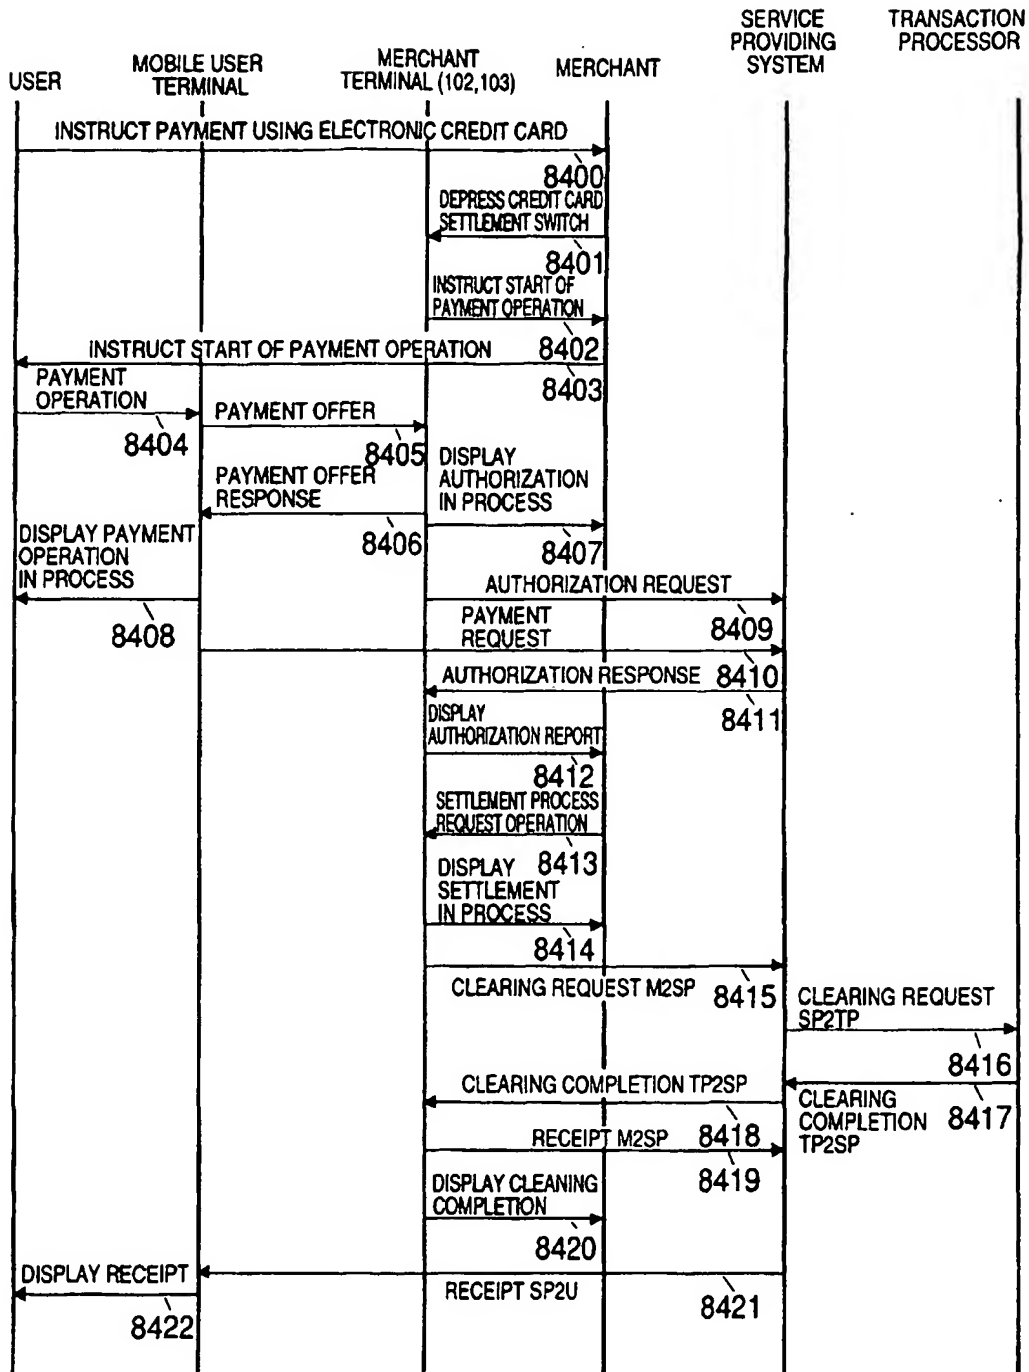 SERVICE
PROVIDING
SYSTEM
TRANSACTION
PROCESSOR
USER
MOBILE USER
TERMINAL
MERCHANT
TERMINAL (102,103)
MERCHANT
INSTRUCT PAYMENT USING ELECTRONIC CREDIT CARD
8400
DEPRESS CREDIT CARD
SETTLEMENT SWITCH
8401
INSTRUCT START OF
PAYMENT OPERATION
8402
INSTRUCT START OF PAYMENT OPERATION
8403
PAYMENT
OPERATION
8404
PAYMENT OFFER
8405
PAYMENT OFFER
RESPONSE
8406
DISPLAY
AUTHORIZATION
IN PROCESS
8407
DISPLAY PAYMENT
OPERATION
IN PROCESS
8408
AUTHORIZATION REQUEST
8409
PAYMENT
REQUEST
8410
AUTHORIZATION RESPONSE
8411
DISPLAY
AUTHORIZATION REPORT
8412
SETTLEMENT PROCESS
REQUEST OPERATION
8413
DISPLAY
SETTLEMENT
IN PROCESS
8414
CLEARING REQUEST M2SP
8415
CLEARING REQUEST
SP2TP
8416
CLEARING
COMPLETION
TP2SP
8417
CLEARING COMPLETION TP2SP
8418
RECEIPT M2SP
8419
DISPLAY CLEANING
COMPLETION
8420
RECEIPT SP2U
8421
DISPLAY RECEIPT
8422